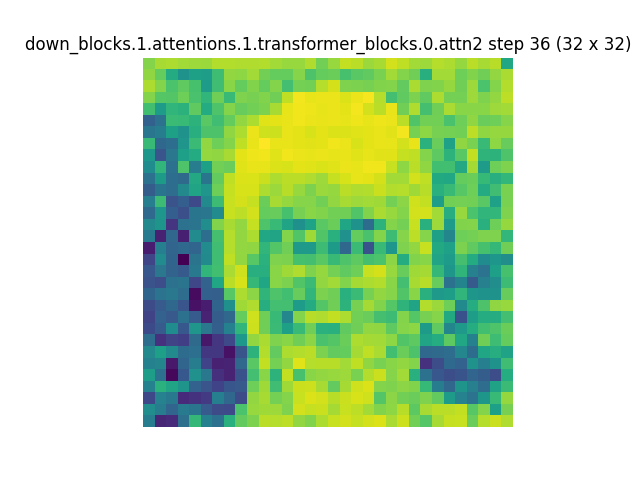 down_blocks.1.attentions.1.transformer_blocks.0.attn2 step 36 (32 x 32)